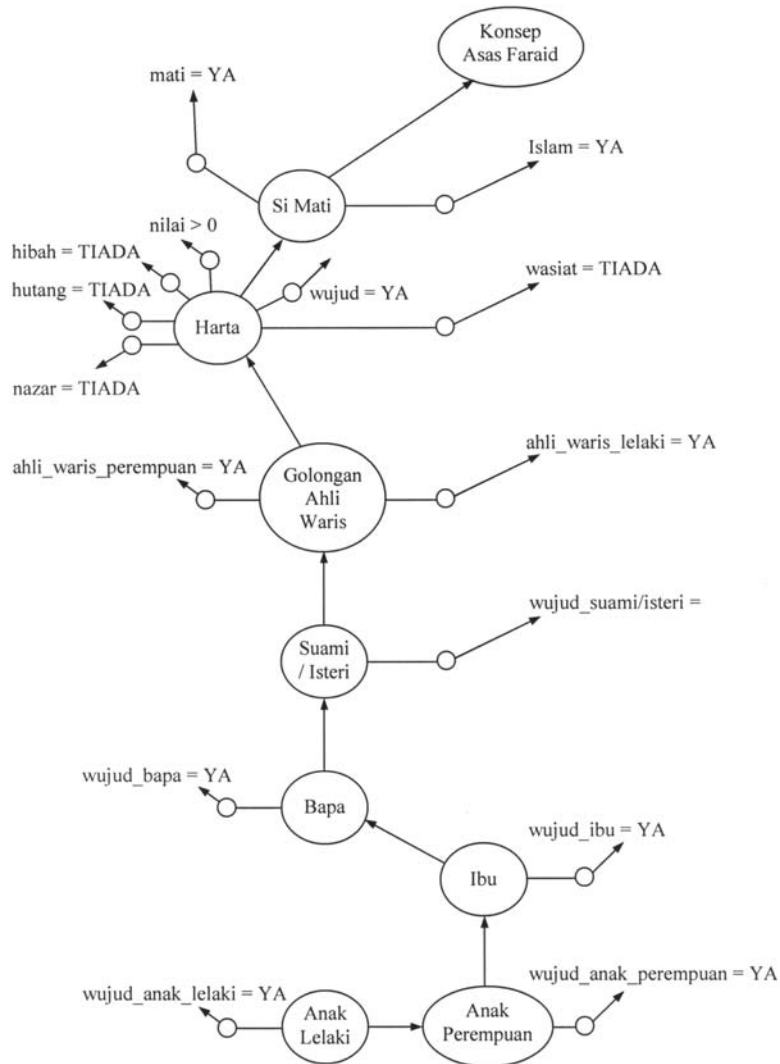 Konsep
Asas Faraid
mati = YA
Islam = YA
Si Mati
nilai > 0
hibah = TIADA
wujud = YA
wasiat = TIADA
hutang = TIADA
Harta
nazar = TIADA
ahli_waris_perempuan = YA
ahli_waris_lelaki = YA
Golongan
Ahli
Waris
wujud_suami/isteri =
Suami
/ Isteri
wujud_bapa = YA
Bapa
wujud_ibu = YA
Ibu
wujud_anak_lelaki = YA
wujud_anak_perempuan = YA
Anak
Lelaki
Anak
Perempuan